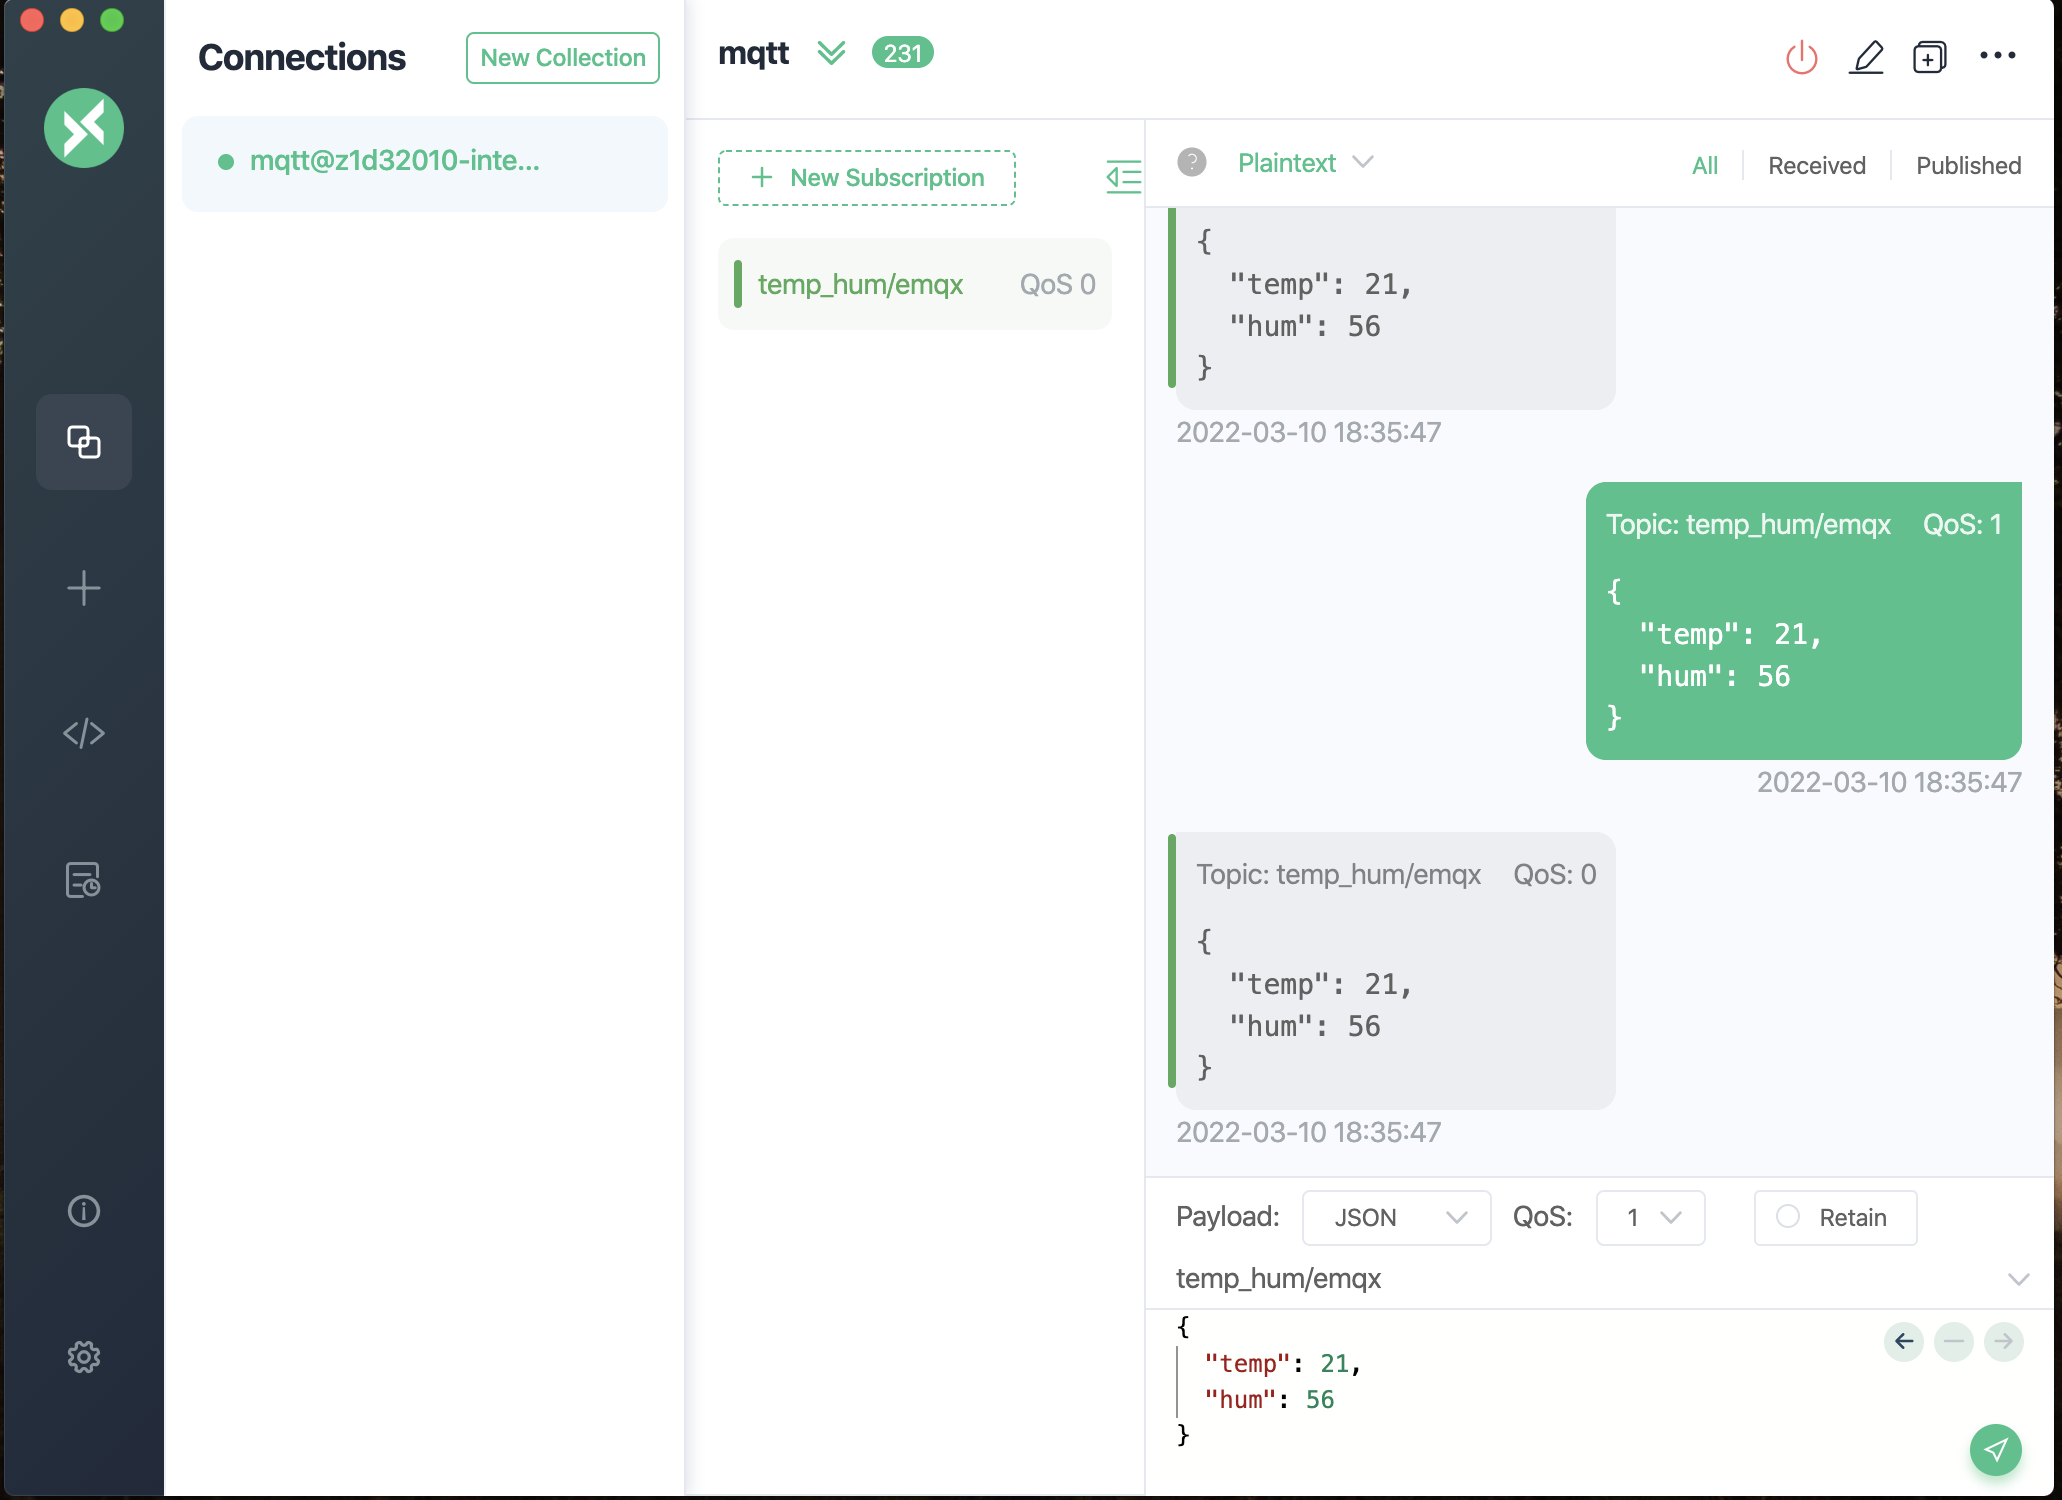 Connections
New Collection
mqtt@z1d32010-inte...
mqtt
231
New Subscription
temp_hum/emqx QoS 0
? Plaintext
All Received Published
{
"temp": 21,
"hum": 56
}
2022-03-10 18:35:47
Topic: temp_hum/emqx QoS: 1
{
"temp": 21,
"hum": 56
}
2022-03-10 18:35:47
Topic: temp_hum/emqx QoS: 0
{
"temp": 21,
"hum": 56
}
2022-03-10 18:35:47
Payload: JSON QoS: 1 Retain
temp_hum/emqx
{
"temp": 21,
"hum": 56
}